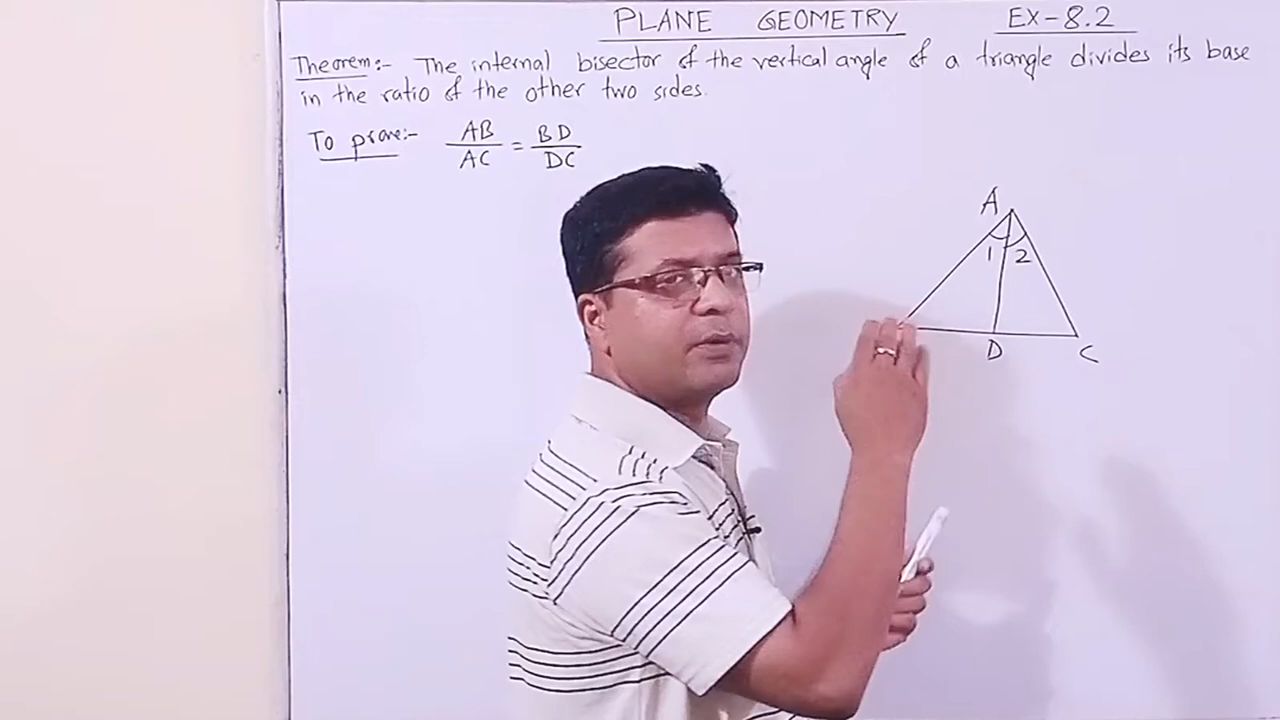 PLANE GEOMETRY EX-8.2
Theorem:- The internal bisector of the vertical angle of a triangle divides its base
in the ratio of the other two sides.
To prove:- AB/AC = BD/DC
A
1 2
D C